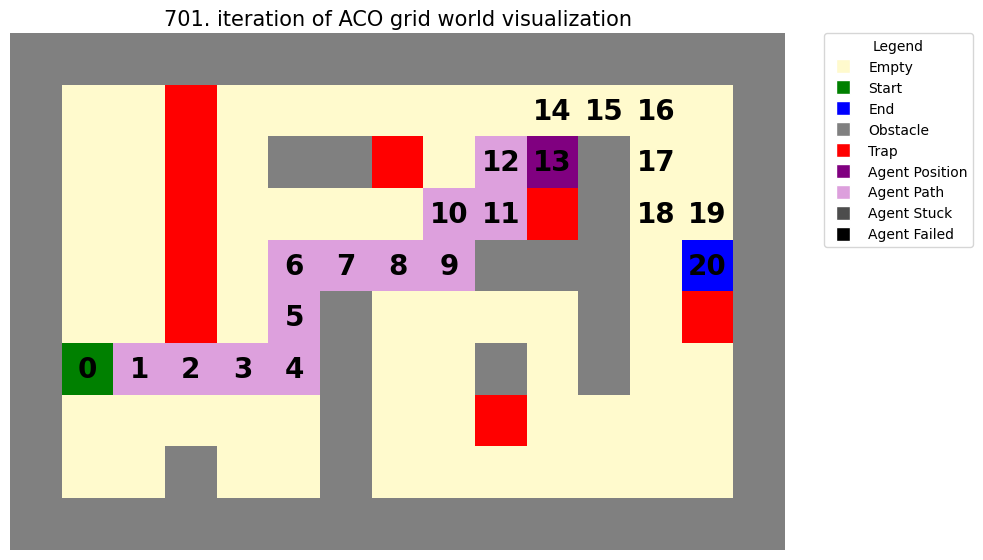 701. iteration of ACO grid world visualization
14 15 16
12 13 17
10 11 18 19
6 7 8 9 20
5
0 1 2 3 4
Legend
Empty
Start
End
Obstacle
Trap
Agent Position
Agent Path
Agent Stuck
Agent Failed